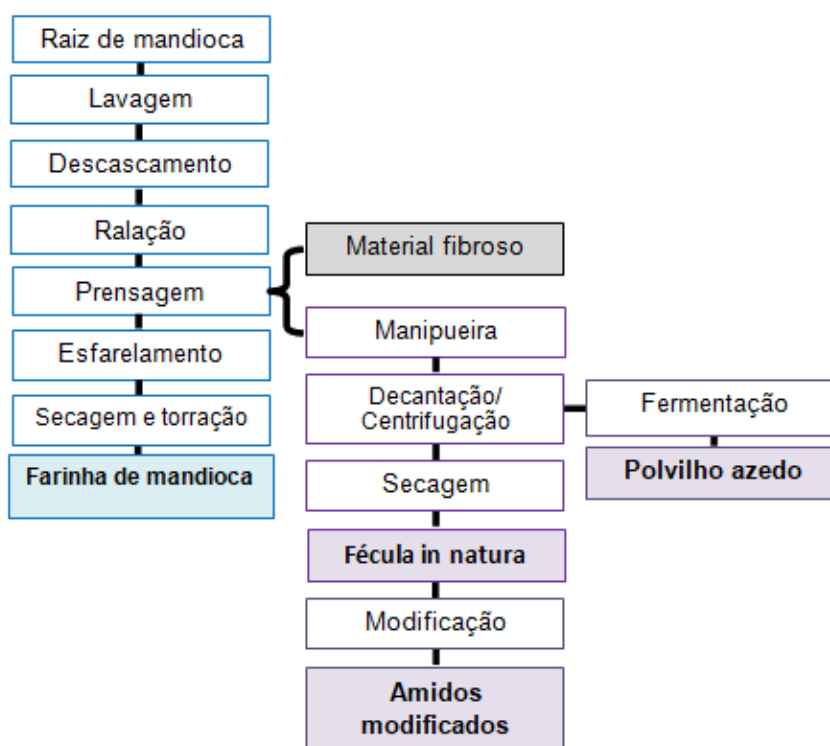 Raiz de mandioca
Lavagem
Descascamento
Ralação
Prensagem
Esfarelamento
Secagem e torração
Farinha de mandioca
Material fibroso
Manipueira
Decantação/
Centrifugação
Secagem
Fécula in natura
Modificação
Amidos
modificados
Fermentação
Polvilho azedo